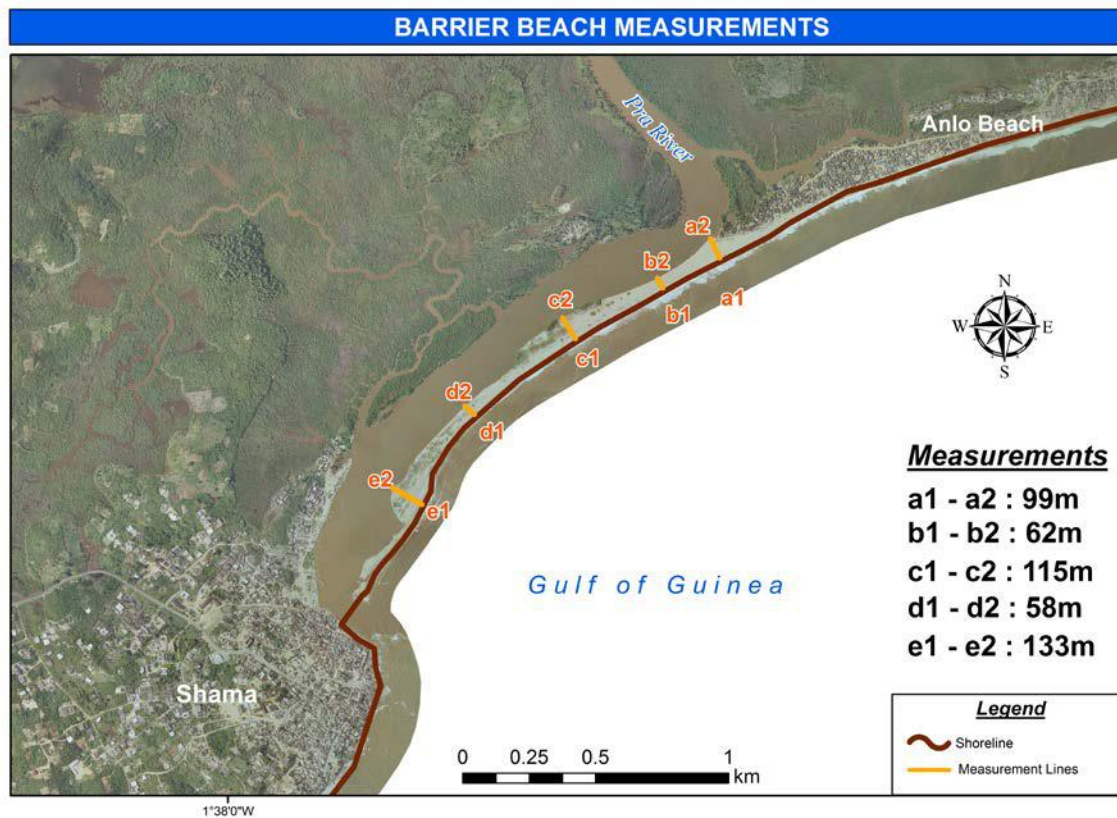 BARRIER BEACH MEASUREMENTS
Pra River
Anlo Beach
a2
b2
a1
c2
b1
N
W E
S
c1
d2
d1
e2
e1
Measurements
a1 - a2 : 99m
b1 - b2 : 62m
c1 - c2 : 115m
d1 - d2 : 58m
e1 - e2 : 133m
Gulf of Guinea
Shama
Legend
Shoreline
Measurement Lines
0 0.25 0.5 1
km
1°38'0"W